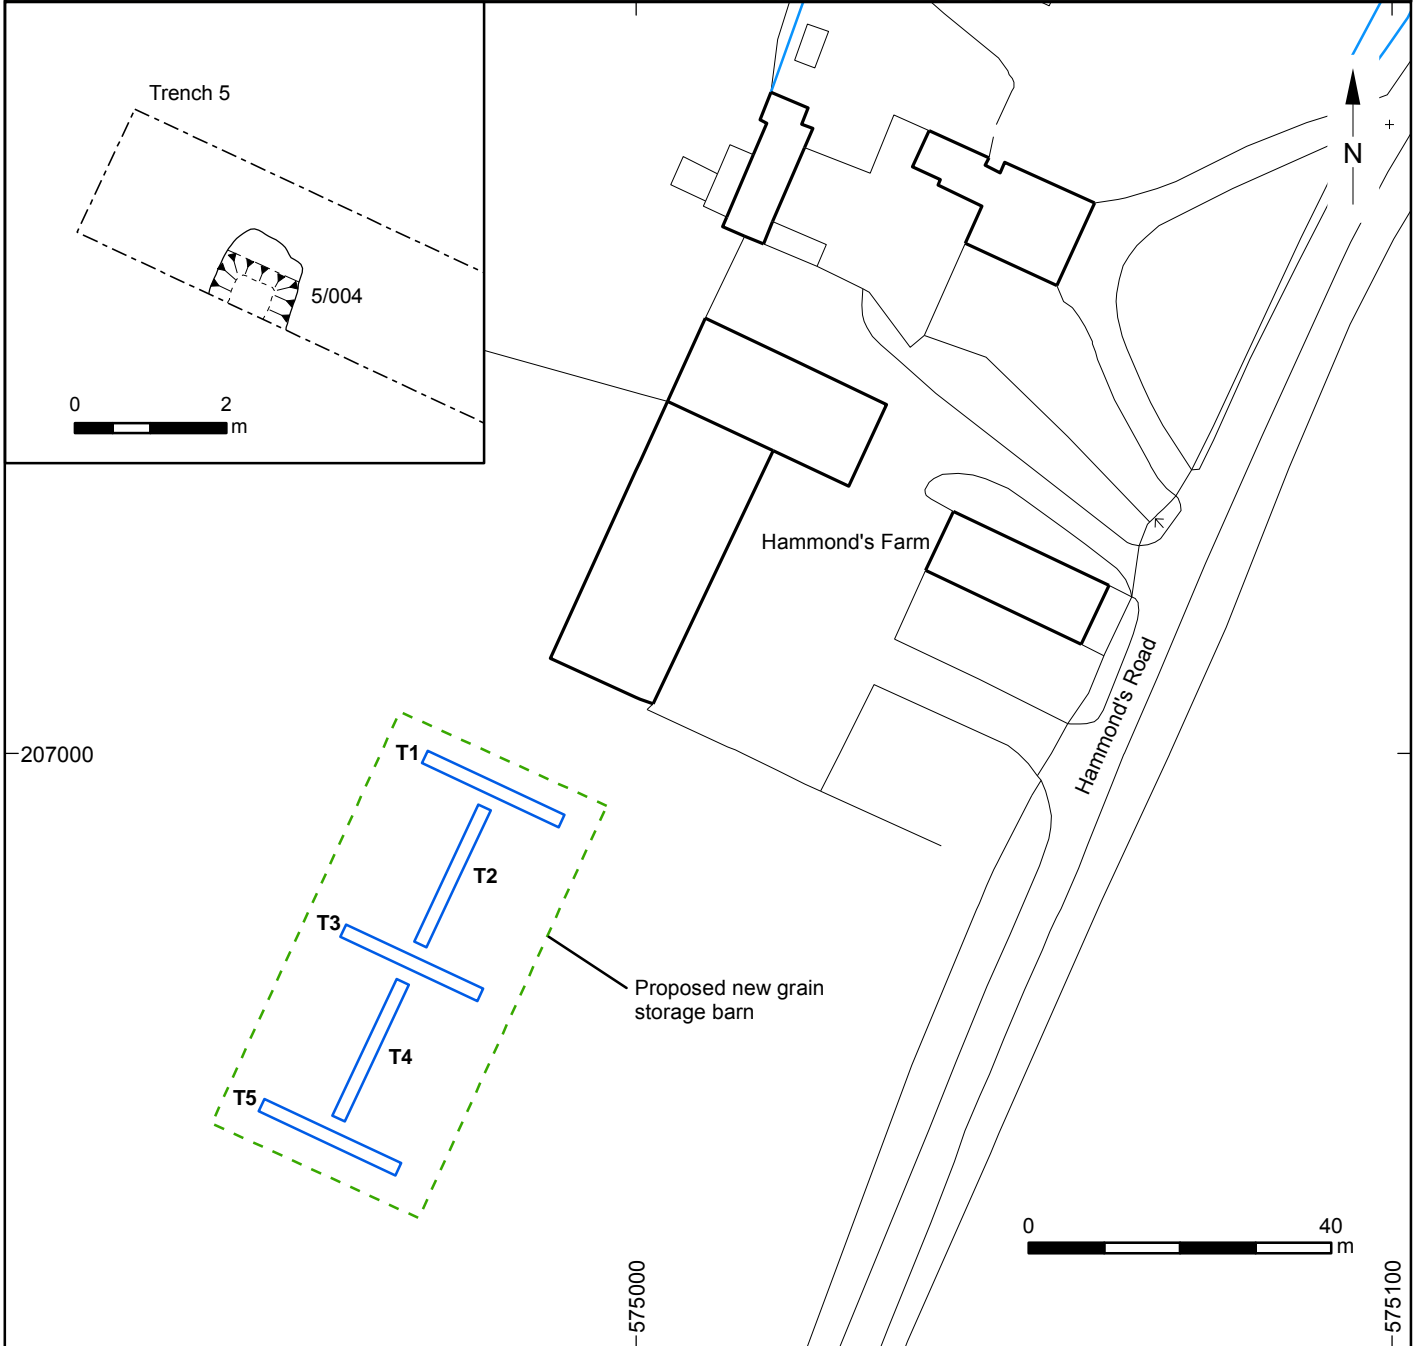 Trench 5
5/004
0 2
m
N
Hammond's Farm
Hammond's Road
207000
T1
T2
T3
T4
T5
Proposed new grain
storage barn
0 40
m
575000
575100